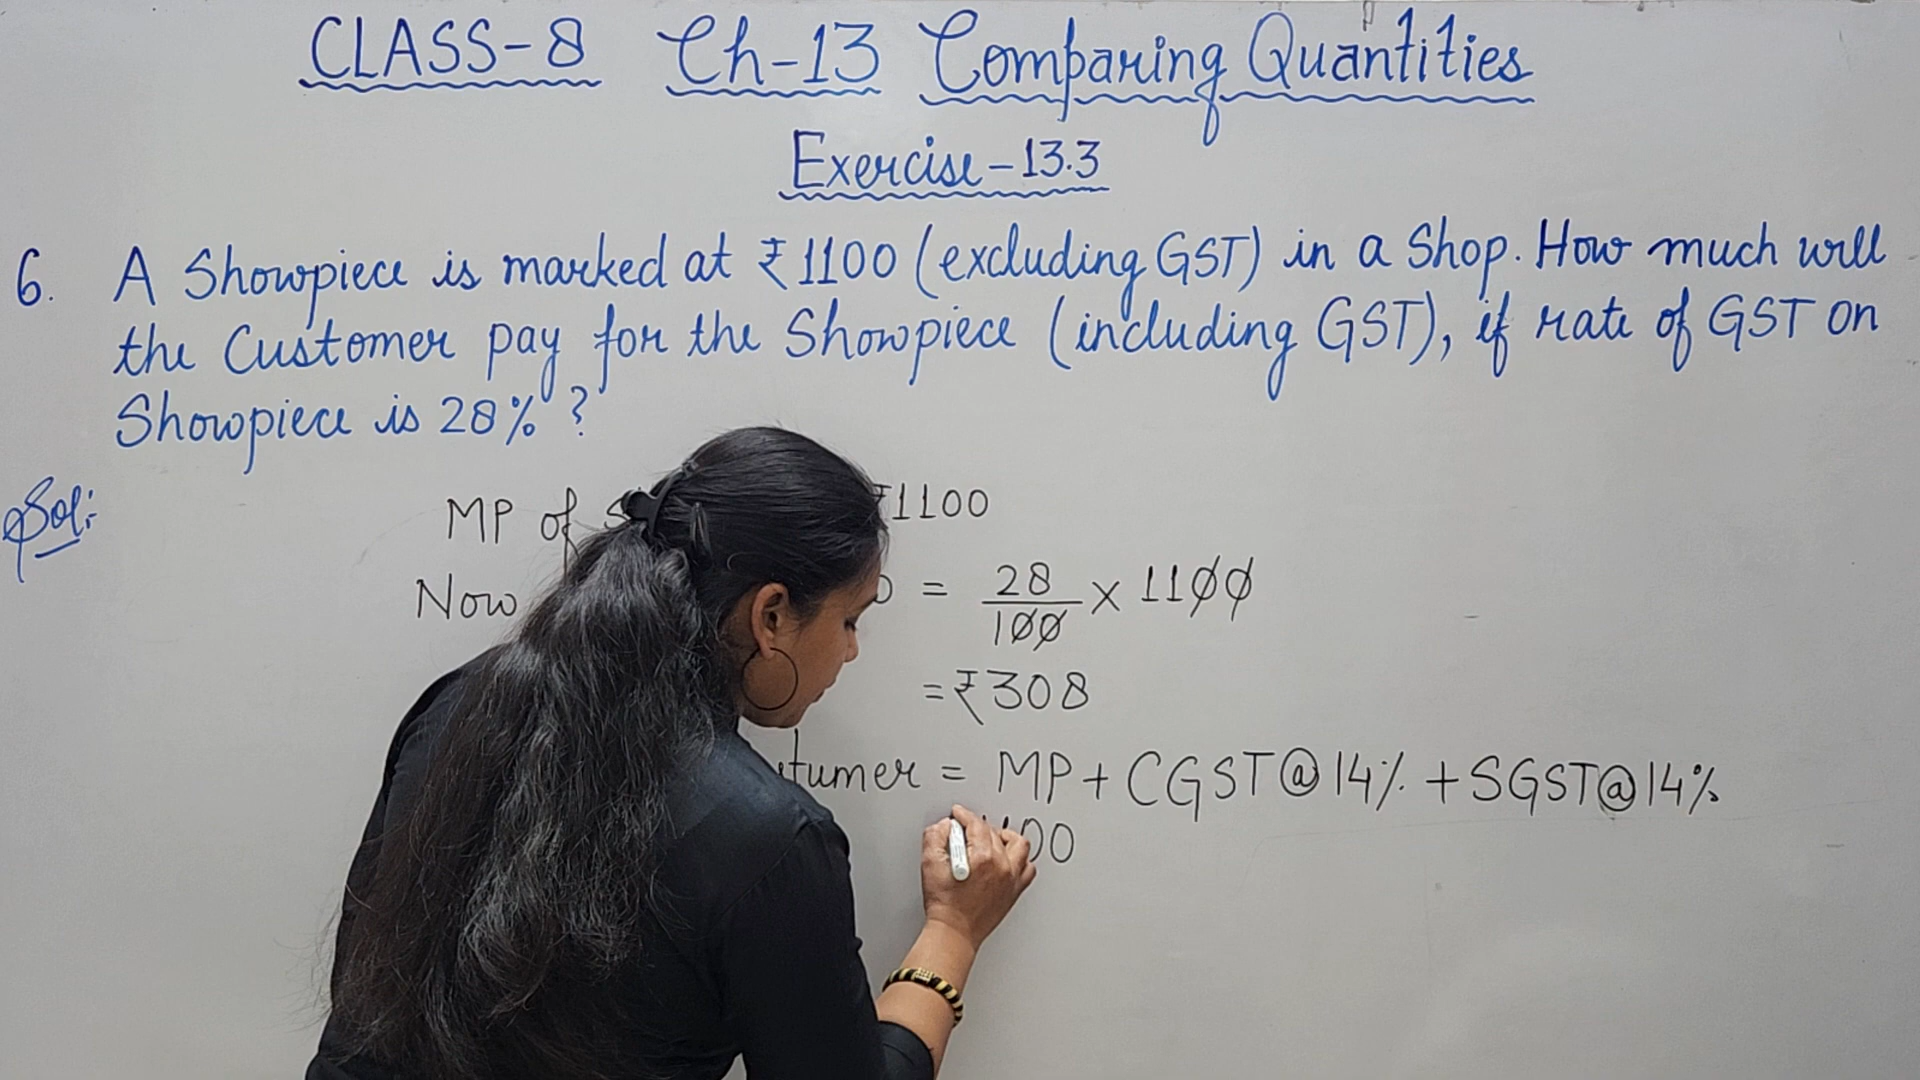 CLASS-8 Ch-13 Comparing Quantities
Exercise-13.3
6. A Showpiece is marked at ₹1100 (excluding GST) in a Shop. How much will
the Customer pay for the Showpiece (including GST), if rate of GST on
Showpiece is 28%?
Sol:
MP of ₹1100
Now = 28/100 × 1100
= ₹308
= MP + CGST@14% + SGST@14%